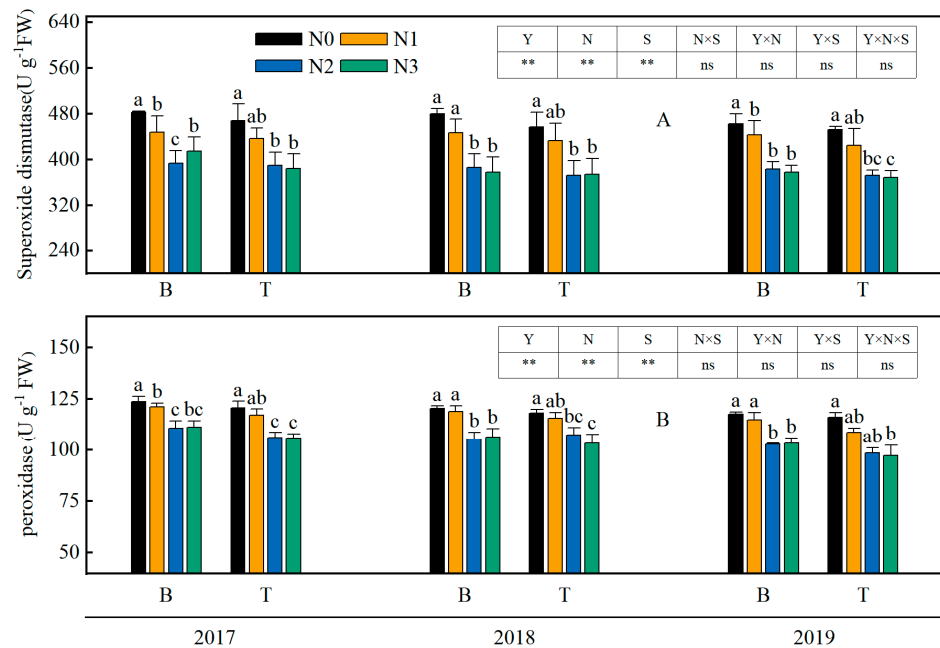 Superoxide dismutase(U g⁻¹FW)
640
560
480
400
320
240
N0 N1
N2 N3
Y N S N×S Y×N Y×S Y×N×S
** ** ** ns ns ns ns
A
a b c b a ab b b a a b b a ab b b a b b b a ab bc c
B T B T B T
peroxidase (U g⁻¹ FW)
150
125
100
75
50
Y N S N×S Y×N Y×S Y×N×S
** ** ** ns ns ns ns
B
a b c bc a ab c c a a b b a ab bc c a a b b a ab ab b
B T B T B T
2017 2018 2019